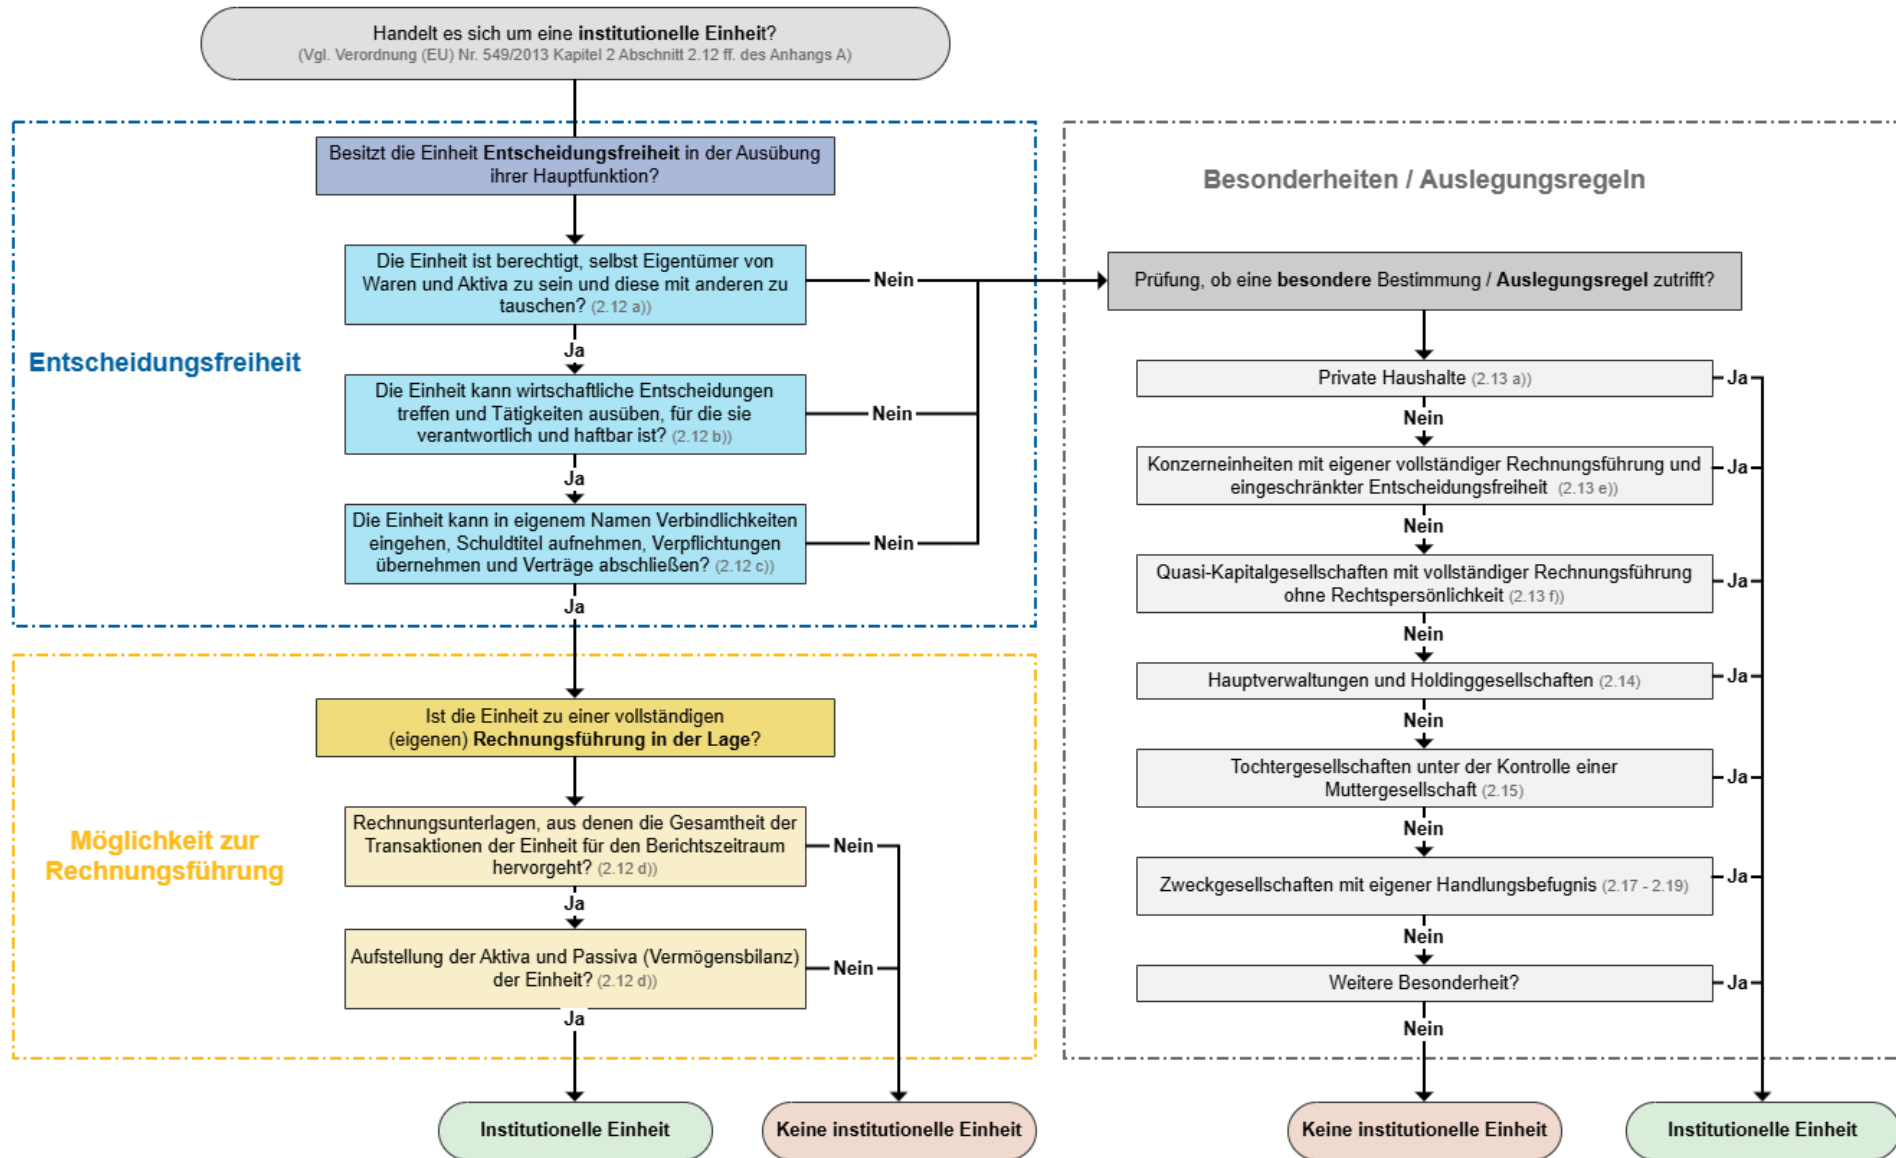 Handelt es sich um eine institutionelle Einheit?
(Vgl. Verordnung (EU) Nr. 549/2013 Kapitel 2 Abschnitt 2.12 ff. des Anhangs A)
Besitzt die Einheit Entscheidungsfreiheit in der Ausübung
ihrer Hauptfunktion?
Die Einheit ist berechtigt, selbst Eigentümer von
Waren und Aktiva zu sein und diese mit anderen zu
tauschen? (2.12 a))
Nein
Ja
Entscheidungsfreiheit
Die Einheit kann wirtschaftliche Entscheidungen
treffen und Tätigkeiten ausüben, für die sie
verantwortlich und haftbar ist? (2.12 b))
Nein
Ja
Die Einheit kann in eigenem Namen Verbindlichkeiten
eingehen, Schuldtitel aufnehmen, Verpflichtungen
übernehmen und Verträge abschließen? (2.12 c))
Nein
Ja
Ist die Einheit zu einer vollständigen
(eigenen) Rechnungsführung in der Lage?
Möglichkeit zur
Rechnungsführung
Rechnungsunterlagen, aus denen die Gesamtheit der
Transaktionen der Einheit für den Berichtszeitraum
hervorgeht? (2.12 d))
Nein
Ja
Aufstellung der Aktiva und Passiva (Vermögensbilanz)
der Einheit? (2.12 d))
Nein
Ja
Institutionelle Einheit
Keine institutionelle Einheit
Besonderheiten / Auslegungsregeln
Prüfung, ob eine besondere Bestimmung / Auslegungsregel zutrifft?
Private Haushalte (2.13 a))
Ja
Nein
Konzerneinheiten mit eigener vollständiger Rechnungsführung und
eingeschränkter Entscheidungsfreiheit (2.13 e))
Ja
Nein
Quasi-Kapitalgesellschaften mit vollständiger Rechnungsführung
ohne Rechtspersönlichkeit (2.13 f))
Ja
Nein
Hauptverwaltungen und Holdinggesellschaften (2.14)
Ja
Nein
Tochtergesellschaften unter der Kontrolle einer
Muttergesellschaft (2.15)
Ja
Nein
Zweckgesellschaften mit eigener Handlungsbefugnis (2.17 - 2.19)
Ja
Nein
Weitere Besonderheit?
Ja
Nein
Keine institutionelle Einheit
Institutionelle Einheit